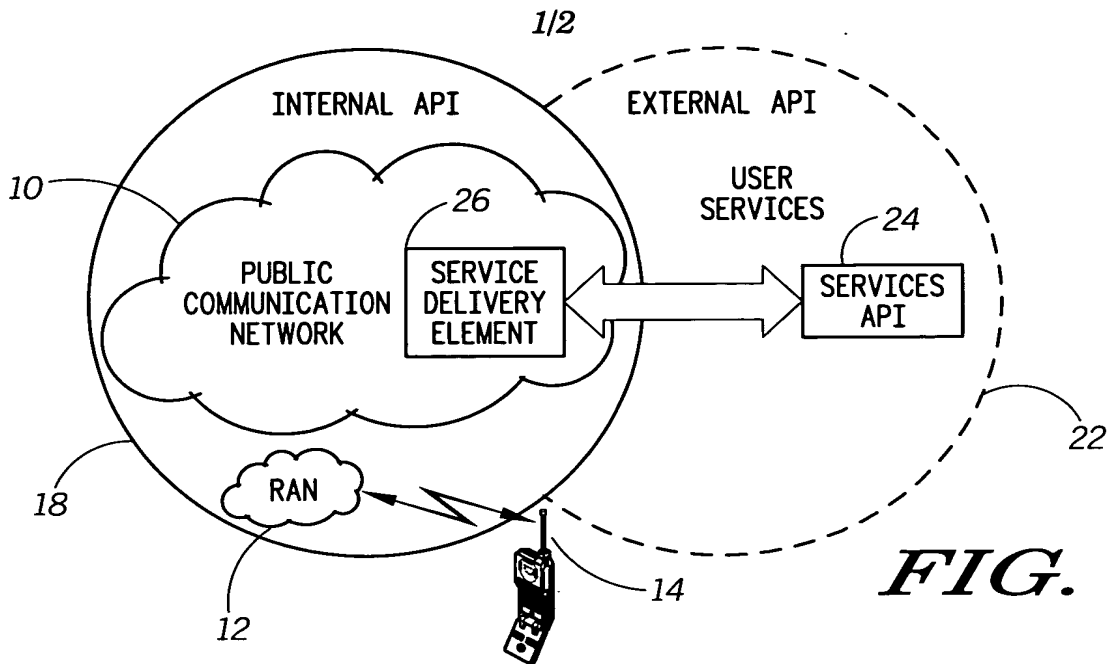 1/2
INTERNAL API
EXTERNAL API
USER
SERVICES
10
26
24
PUBLIC
COMMUNICATION
NETWORK
SERVICE
DELIVERY
ELEMENT
SERVICES
API
22
18
RAN
12
14
FIG.